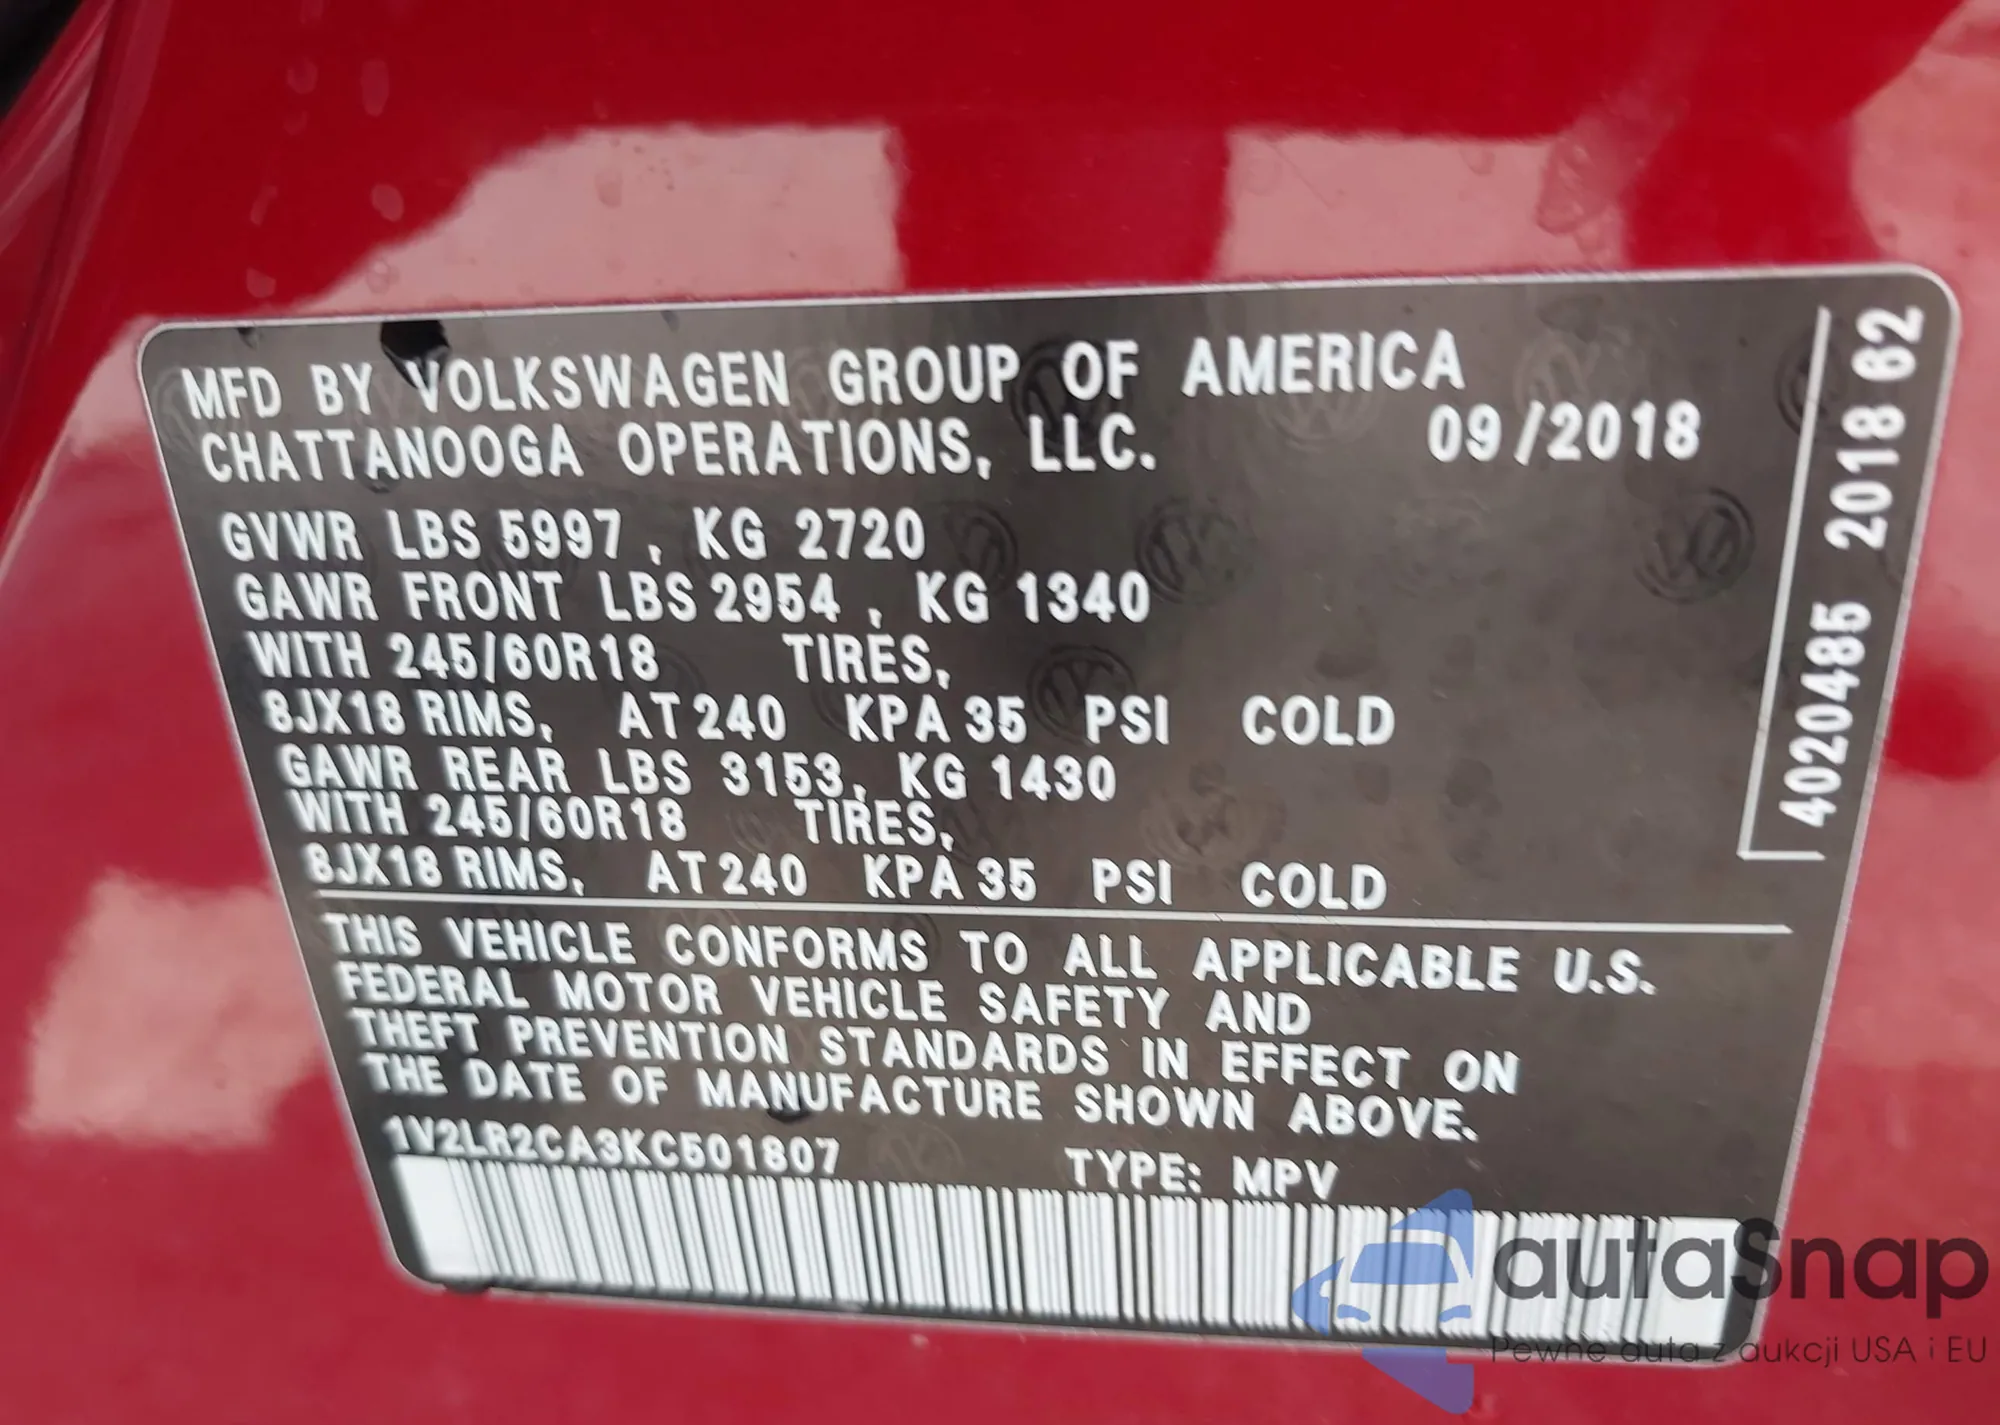 MFD BY VOLKSWAGEN GROUP OF AMERICA
CHATTANOOGA OPERATIONS, LLC. 09/2018
GVWR LBS 5997 , KG 2720
GAWR FRONT LBS 2954 , KG 1340
WITH 245/60R18 TIRES,
8JX18 RIMS, AT 240 KPA 35 PSI COLD
GAWR REAR LBS 3153, KG 1430
WITH 245/60R18 TIRES,
8JX18 RIMS, AT 240 KPA 35 PSI COLD
THIS VEHICLE CONFORMS TO ALL APPLICABLE U.S.
FEDERAL MOTOR VEHICLE SAFETY AND
THEFT PREVENTION STANDARDS IN EFFECT ON
THE DATE OF MANUFACTURE SHOWN ABOVE.
1V2LR2CA3KC501807 TYPE: MPV
4020485 2018 82
autaSnap
Pewne auta z aukcji USA i EU